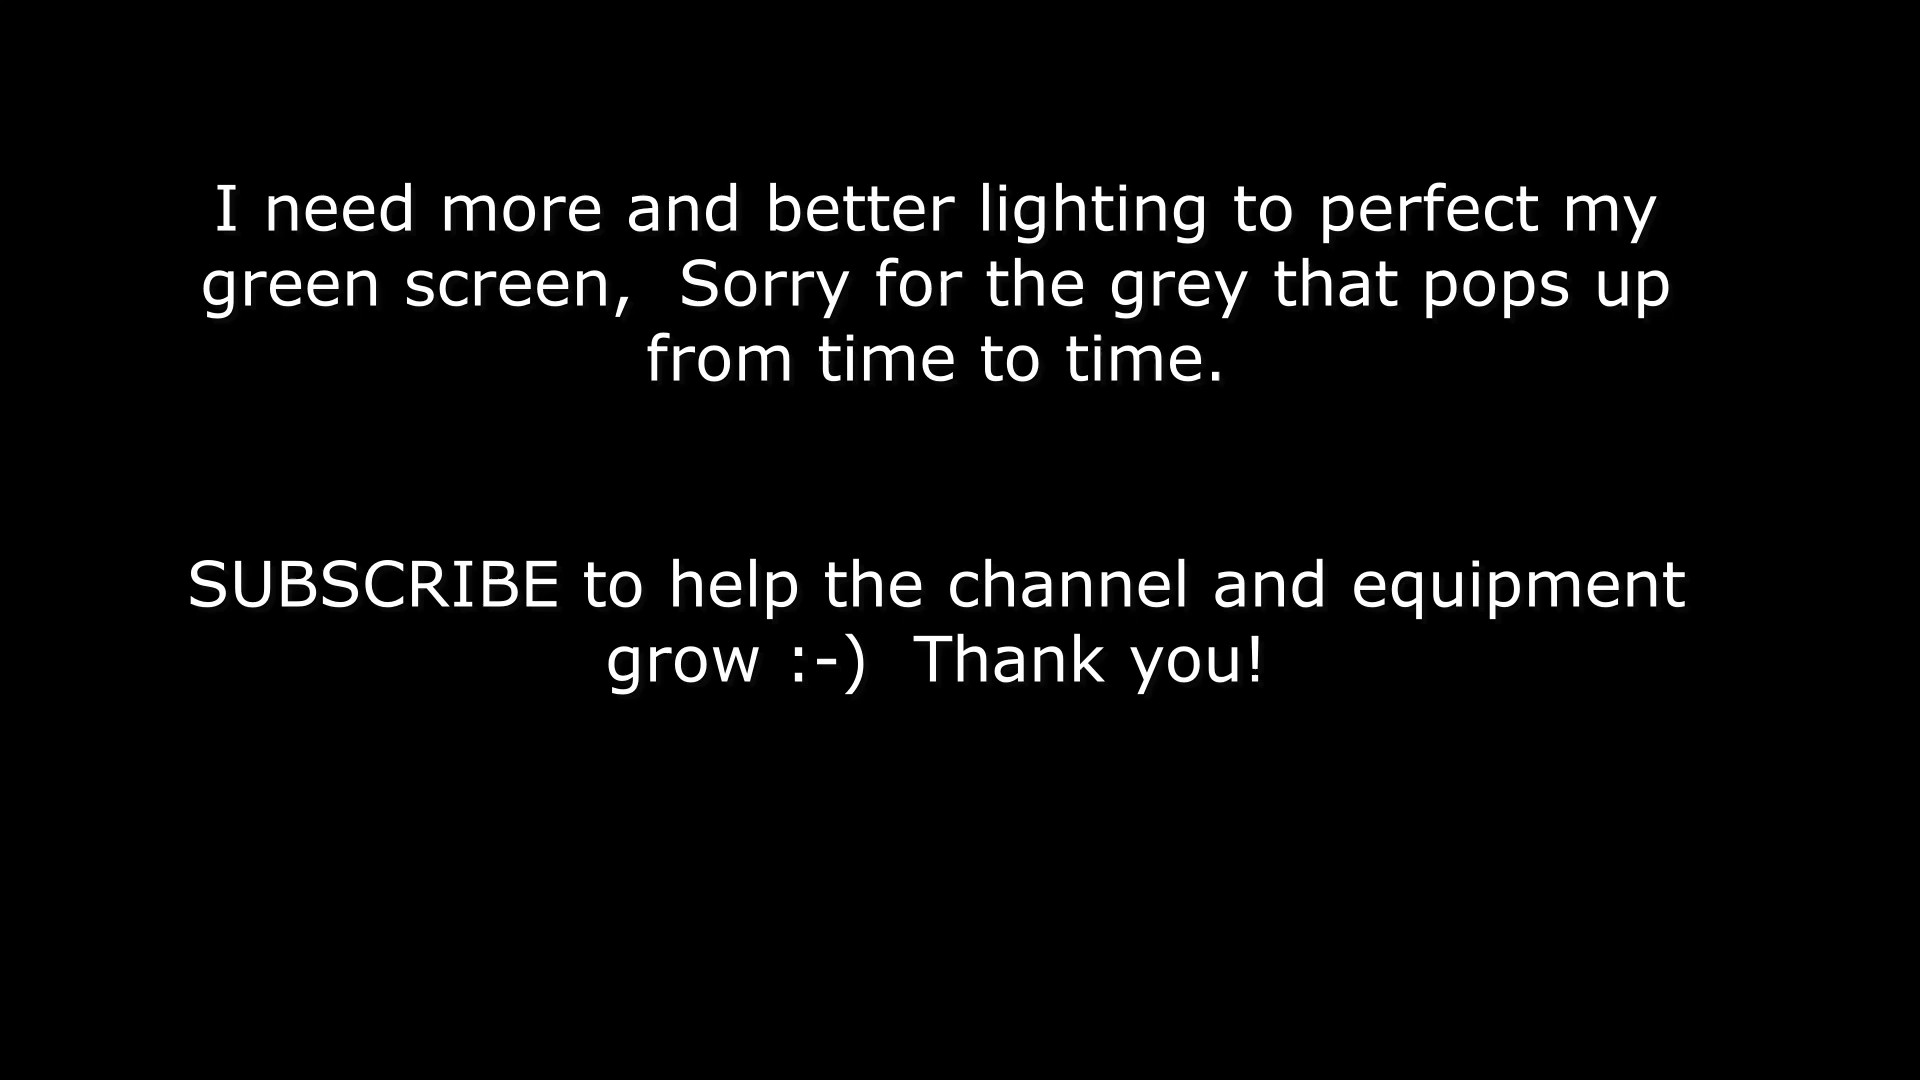 I need more and better lighting to perfect my
green screen,  Sorry for the grey that pops up
from time to time.
SUBSCRIBE to help the channel and equipment
grow :-)  Thank you!